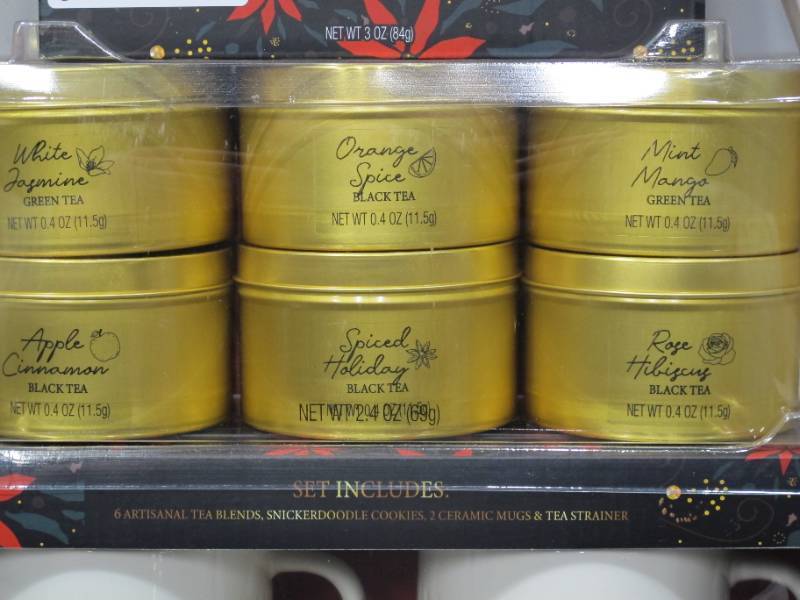 NET WT 3 OZ (84g)
White
Jasmine
GREEN TEA
NET WT 0.4 OZ (11.5g)
Orange
Spice
BLACK TEA
NET WT 0.4 OZ (11.5g)
Mint
Mango
GREEN TEA
NET WT 0.4 OZ (11.5g)
Apple
Cinnamon
BLACK TEA
NET WT 0.4 OZ (11.5g)
Spiced
Holiday
BLACK TEA
NET WT 2.4 OZ (69g)
Rose
Hibiscus
BLACK TEA
NET WT 0.4 OZ (11.5g)
SET INCLUDES:
6 ARTISANAL TEA BLENDS, SNICKERDOODLE COOKIES, 2 CERAMIC MUGS & TEA STRAINER